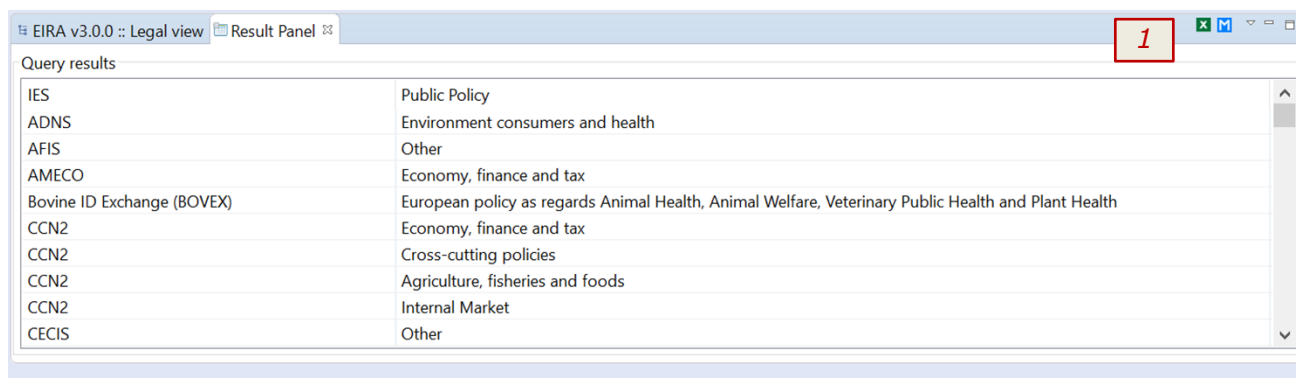 EIRA v3.0.0 :: Legal view Result Panel
1
X M
Query results
IES Public Policy
ADNS Environment consumers and health
AFIS Other
AMECO Economy, finance and tax
Bovine ID Exchange (BOVEX) European policy as regards Animal Health, Animal Welfare, Veterinary Public Health and Plant Health
CCN2 Economy, finance and tax
CCN2 Cross-cutting policies
CCN2 Agriculture, fisheries and foods
CCN2 Internal Market
CECIS Other